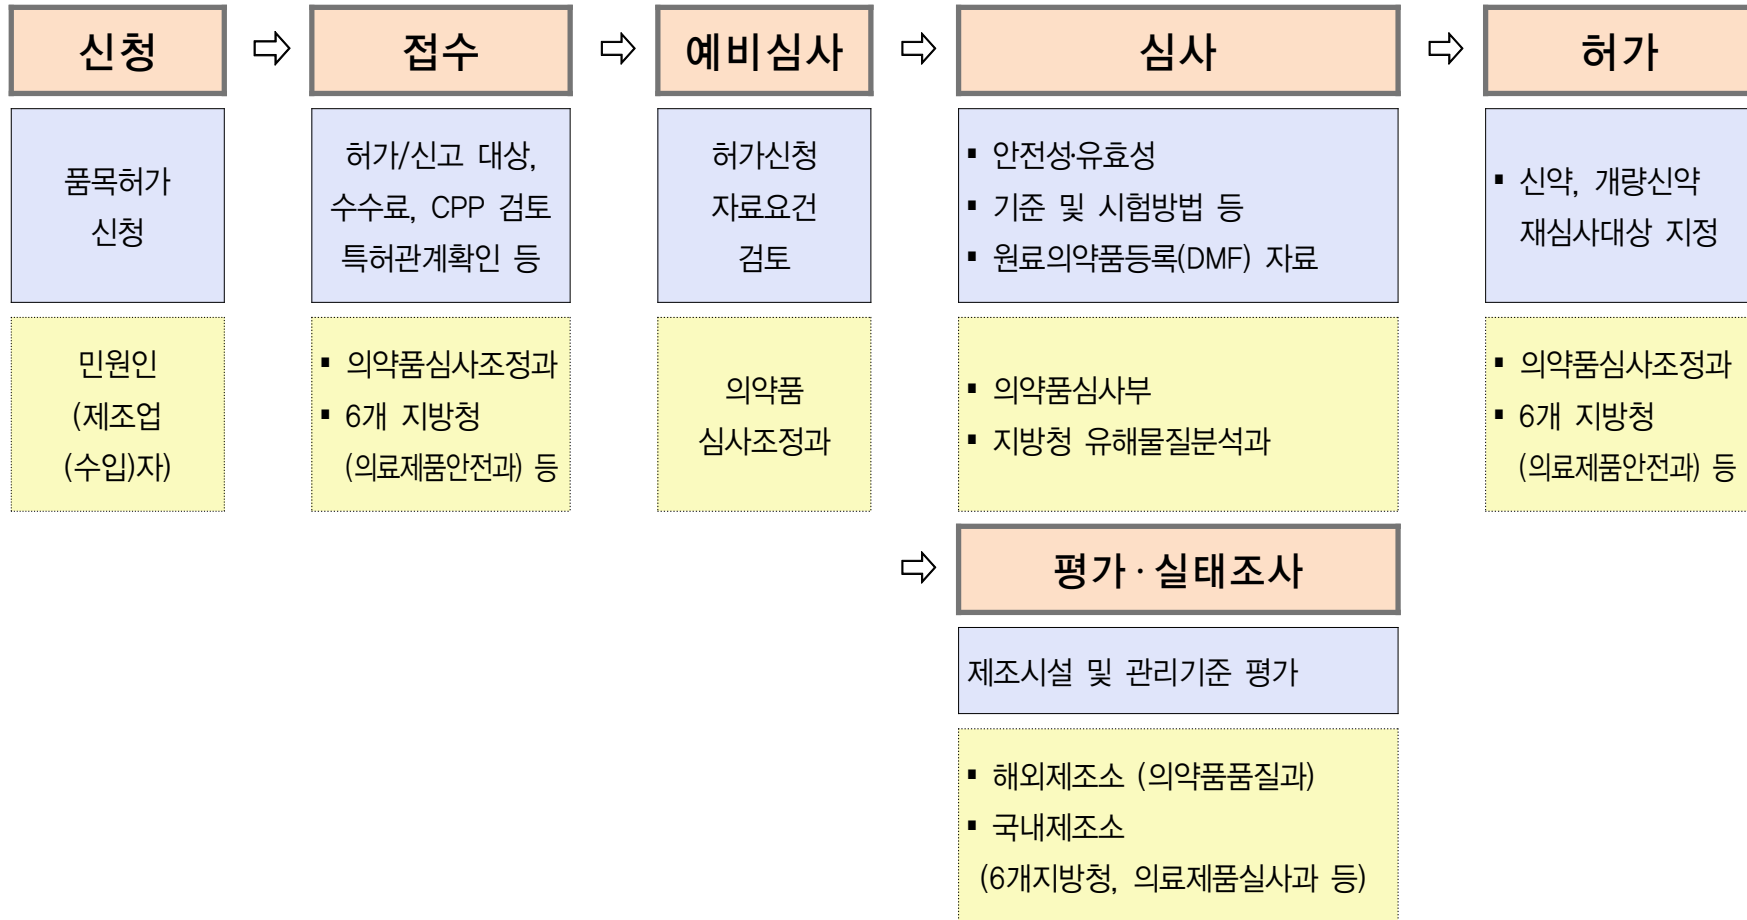 신청
접수
예비심사
심사
허가
품목허가
신청
허가/신고 대상,
수수료, CPP 검토
특허관계확인 등
허가신청
자료요건
검토
▪ 안전성·유효성
▪ 기준 및 시험방법 등
▪ 원료의약품등록(DMF) 자료
▪ 신약, 개량신약
재심사대상 지정
민원인
(제조업
(수입)자)
▪ 의약품심사조정과
▪ 6개 지방청
(의료제품안전과) 등
의약품
심사조정과
▪ 의약품심사부
▪ 지방청 유해물질분석과
▪ 의약품심사조정과
▪ 6개 지방청
(의료제품안전과) 등
평가·실태조사
제조시설 및 관리기준 평가
▪ 해외제조소 (의약품품질과)
▪ 국내제조소
(6개지방청, 의료제품실사과 등)